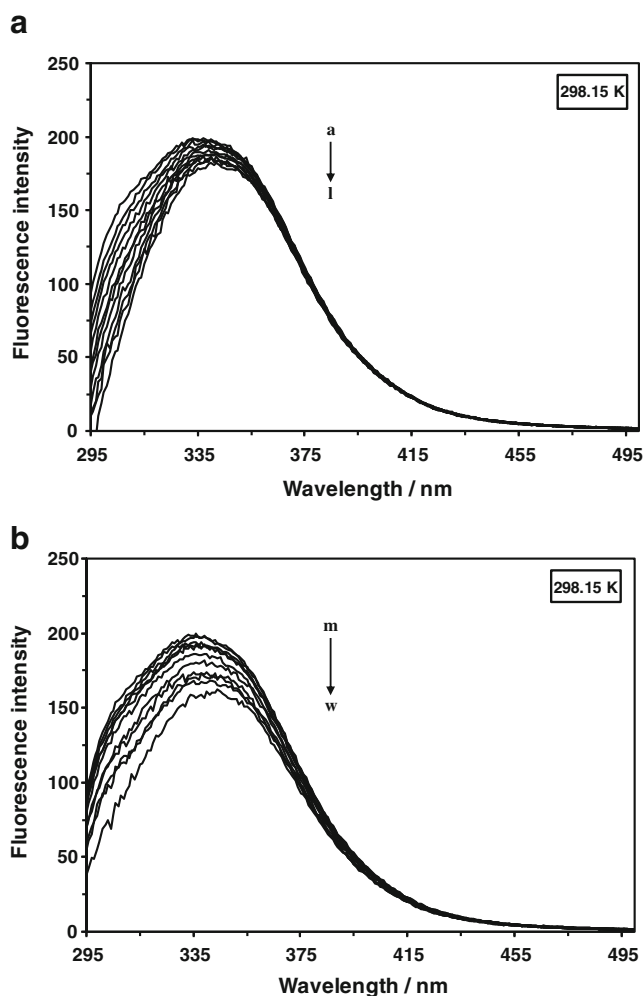 a
250
298.15 K
200
a
150
l
100
50
0
295 335 375 415 455 495
Fluorescence intensity
Wavelength / nm
b
250
298.15 K
200
m
150
w
100
50
0
295 335 375 415 455 495
Fluorescence intensity
Wavelength / nm